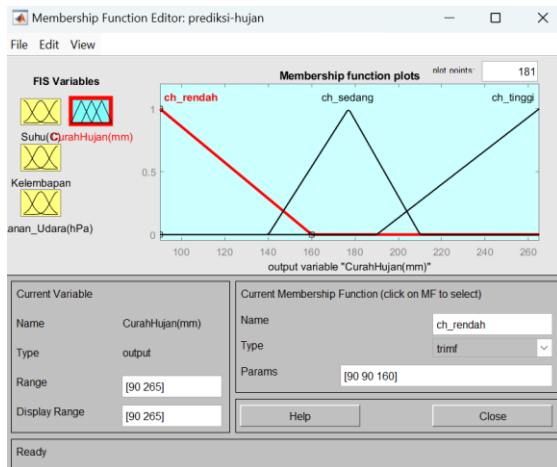 Membership Function Editor: prediksi-hujan
File Edit View
FIS Variables
Membership function plots
plot points:
181
ch_rendah
ch_sedang
ch_tinggi
1
0.5
0
100 120 140 160 180 200 220 240 260
output variable "CurahHujan(mm)"
Suhu(C)
CurahHujan(mm)
Kelembapan
anan_Udara(hPa)
Current Variable
Name CurahHujan(mm)
Type output
Range [90 265]
Display Range [90 265]
Current Membership Function (click on MF to select)
Name ch_rendah
Type trimf
Params [90 90 160]
Help Close
Ready